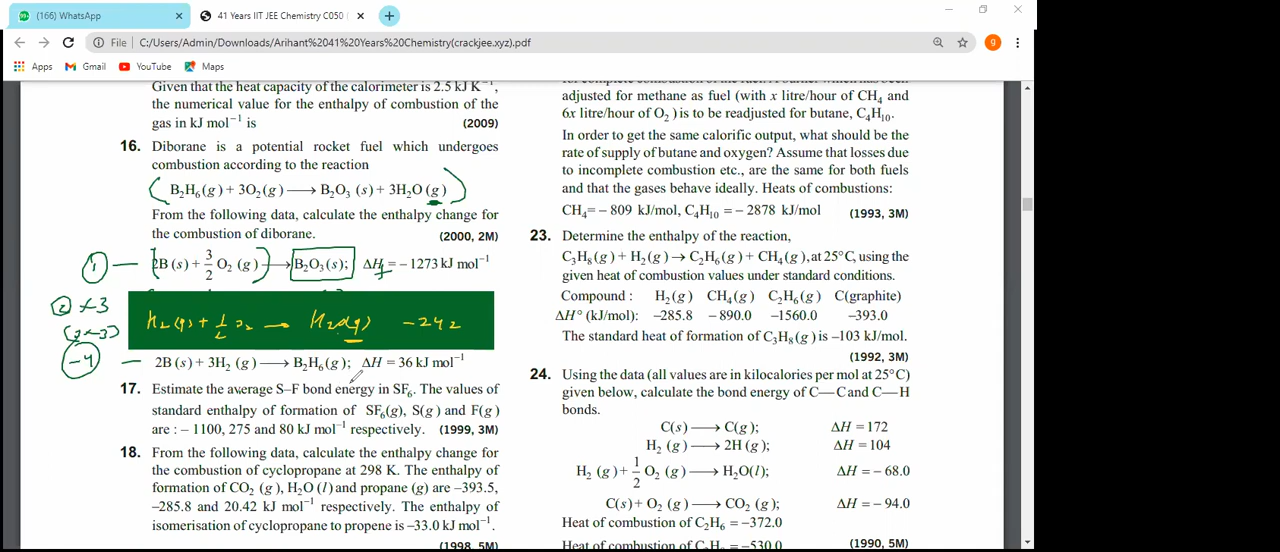 (166) WhatsApp
41 Years IIT JEE Chemistry C050
File C:/Users/Admin/Downloads/Arihant%2041%20Years%20Chemistry(crackjee.xyz).pdf
Apps Gmail YouTube Maps
Given that the heat capacity of the calorimeter is 2.5 kJ K⁻¹,
the numerical value for the enthalpy of combustion of the
gas in kJ mol⁻¹ is (2009)
16. Diborane is a potential rocket fuel which undergoes
combustion according to the reaction
B₂H₆(g) + 3O₂(g) ⟶ B₂O₃(s) + 3H₂O(g)
From the following data, calculate the enthalpy change for
the combustion of diborane. (2000, 2M)
① — 2B(s) + 3/2 O₂(g) ⟶ B₂O₃(s); ΔH = −1273 kJ mol⁻¹
② ×3
H₂(g) + 1/2 O₂ → H₂O(g) −242
(3×3)
−4 — 2B(s) + 3H₂(g) ⟶ B₂H₆(g); ΔH = 36 kJ mol⁻¹
17. Estimate the average S–F bond energy in SF₆. The values of
standard enthalpy of formation of SF₆(g), S(g) and F(g)
are : − 1100, 275 and 80 kJ mol⁻¹ respectively. (1999, 3M)
18. From the following data, calculate the enthalpy change for
the combustion of cyclopropane at 298 K. The enthalpy of
formation of CO₂(g), H₂O(l) and propane (g) are −393.5,
−285.8 and 20.42 kJ mol⁻¹ respectively. The enthalpy of
isomerisation of cyclopropane to propene is −33.0 kJ mol⁻¹.
(1998, 5M)
adjusted for methane as fuel (with x litre/hour of CH₄ and
6x litre/hour of O₂) is to be readjusted for butane, C₄H₁₀.
In order to get the same calorific output, what should be the
rate of supply of butane and oxygen? Assume that losses due
to incomplete combustion etc., are the same for both fuels
and that the gases behave ideally. Heats of combustions:
CH₄= − 809 kJ/mol, C₄H₁₀ = − 2878 kJ/mol (1993, 3M)
23. Determine the enthalpy of the reaction,
C₃H₈(g) + H₂(g) → C₂H₆(g) + CH₄(g), at 25°C, using the
given heat of combustion values under standard conditions.
Compound : H₂(g) CH₄(g) C₂H₆(g) C(graphite)
ΔH° (kJ/mol): −285.8 − 890.0 −1560.0 −393.0
The standard heat of formation of C₃H₈(g) is −103 kJ/mol.
(1992, 3M)
24. Using the data (all values are in kilocalories per mol at 25°C)
given below, calculate the bond energy of C—C and C—H
bonds.
C(s) ⟶ C(g); ΔH = 172
H₂(g) ⟶ 2H(g); ΔH = 104
H₂(g) + 1/2 O₂(g) ⟶ H₂O(l); ΔH = − 68.0
C(s) + O₂(g) ⟶ CO₂(g); ΔH = − 94.0
Heat of combustion of C₂H₆ = −372.0
Heat of combustion of C₃H₈ = −530.0 (1990, 5M)